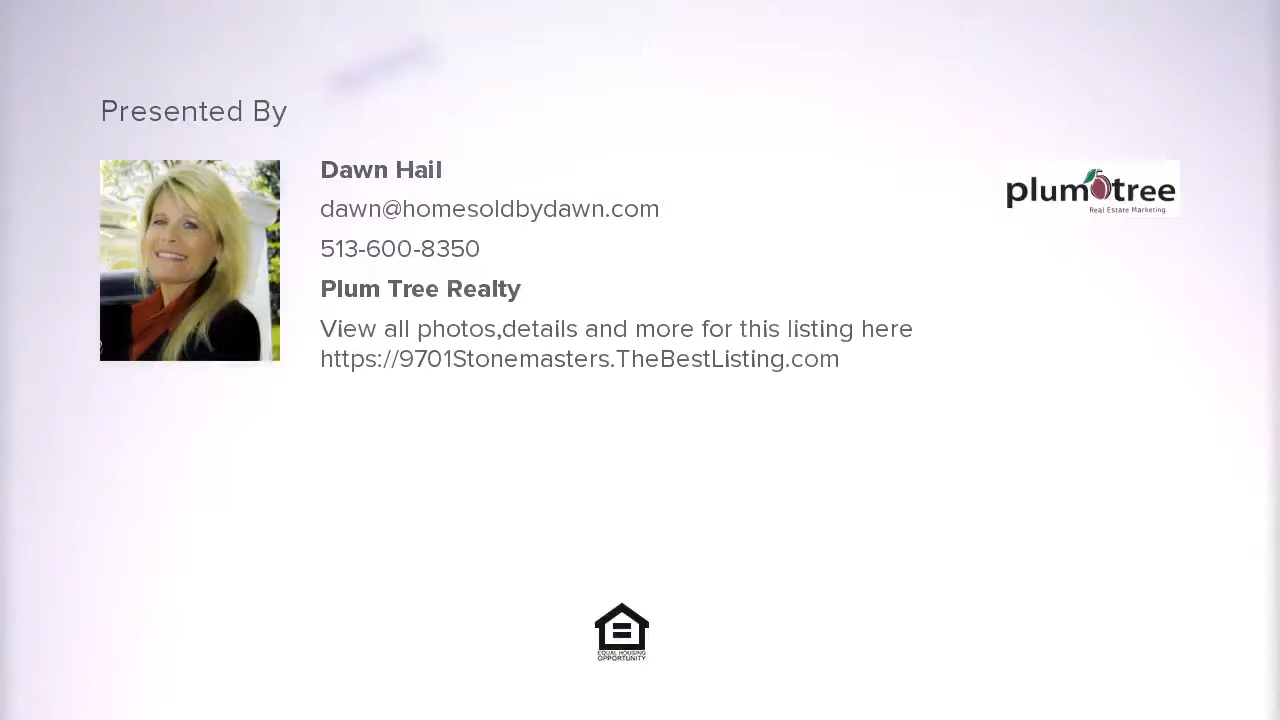 Presented By
Dawn Hail
dawn@homesoldbydawn.com
513-600-8350
Plum Tree Realty
View all photos,details and more for this listing here
https://9701Stonemasters.TheBestListing.com
plumtree
Real Estate Marketing
EQUAL HOUSING
OPPORTUNITY